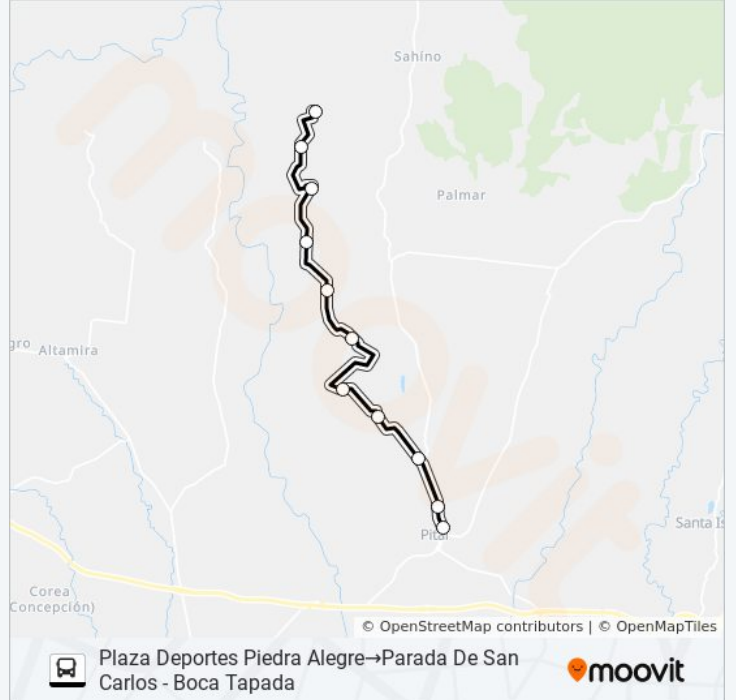 Sahino
Palmar
gro Altamira
Pital
Santa Is
Corea
Concepción)
© OpenStreetMap contributors | © OpenMapTiles
Plaza Deportes Piedra Alegre→Parada De San
Carlos - Boca Tapada
moovit
moovit